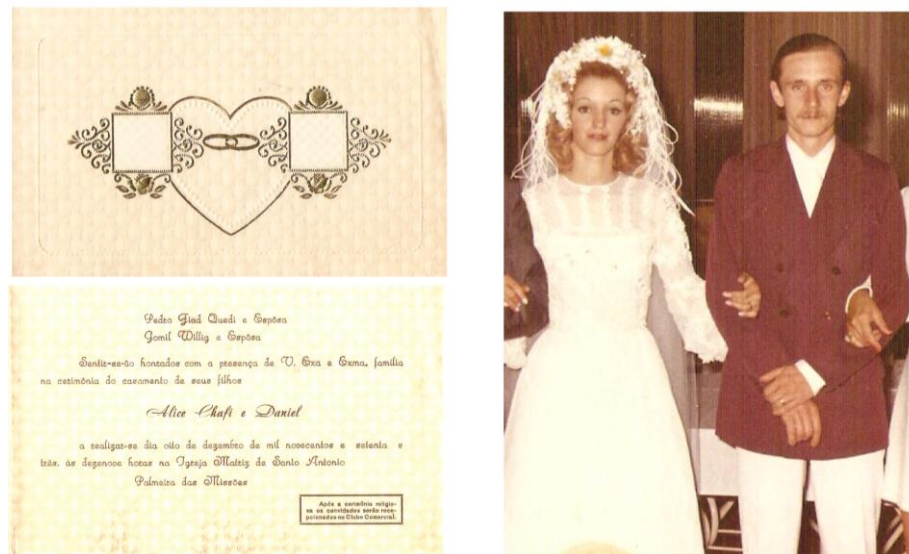 Pedro Giad Quedi e Espôsa
Gomil Willig e Espôsa
Sentir-se-ão honrados com a presença de V. Exa e Exma. família
na cerimônia do casamento de seus filhos
Alice Chafi e Daniel
a realizar-se dia oito de dezembro de mil novecentos e setenta e
três, às dezenove horas na Igreja Matriz de Santo Antonio
Palmeira das Missões
Após a cerimônia religio-
sa os convidados serão rece-
pcionados no Clube Comercial.